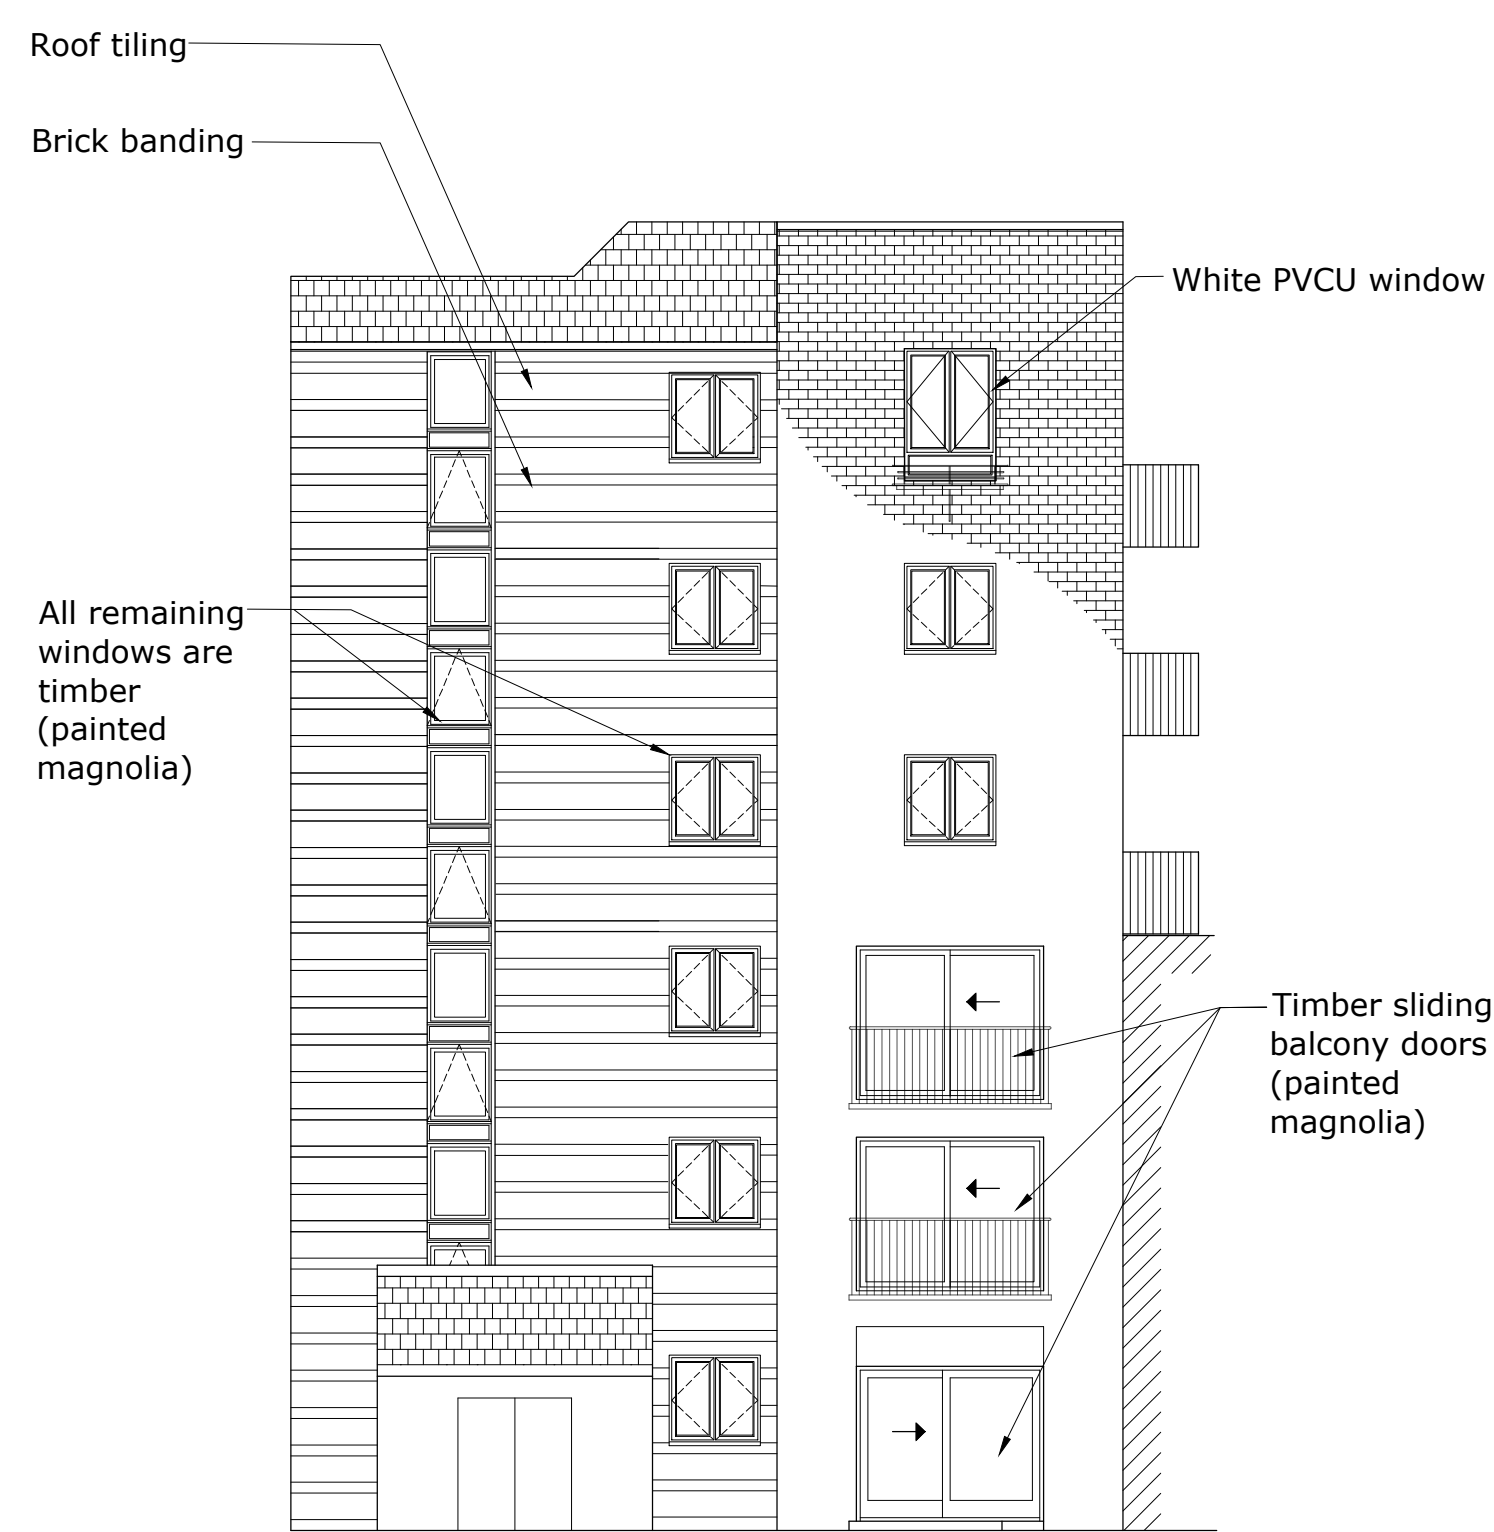 Roof tiling
Brick banding
White PVCU window
All remaining
windows are
timber
(painted
magnolia)
Timber sliding
balcony doors
(painted
magnolia)